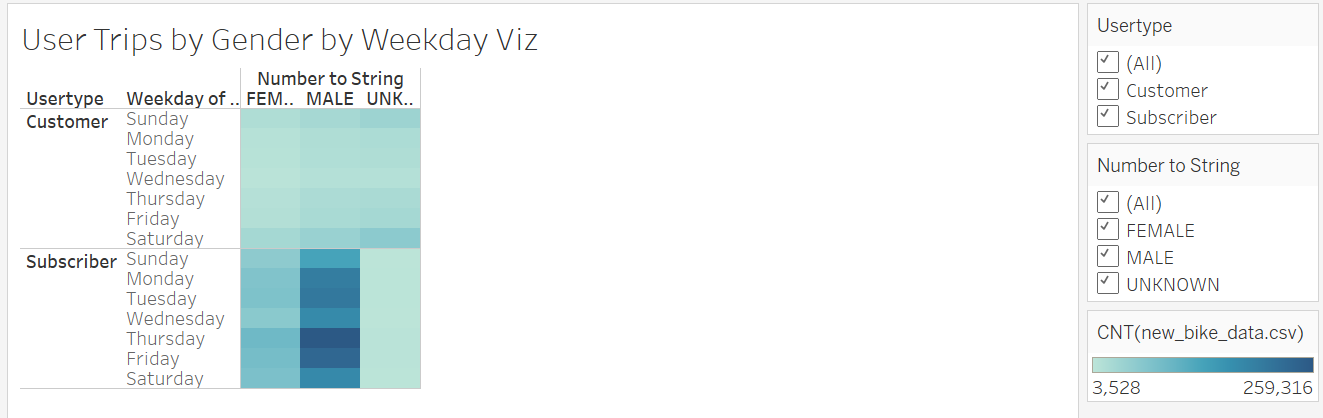 User Trips by Gender by Weekday Viz
Number to String
Usertype Weekday of .. FEM.. MALE UNK..
Customer Sunday
Monday
Tuesday
Wednesday
Thursday
Friday
Saturday
Subscriber Sunday
Monday
Tuesday
Wednesday
Thursday
Friday
Saturday
Usertype
(All)
Customer
Subscriber
Number to String
(All)
FEMALE
MALE
UNKNOWN
CNT(new_bike_data.csv)
3,528 259,316